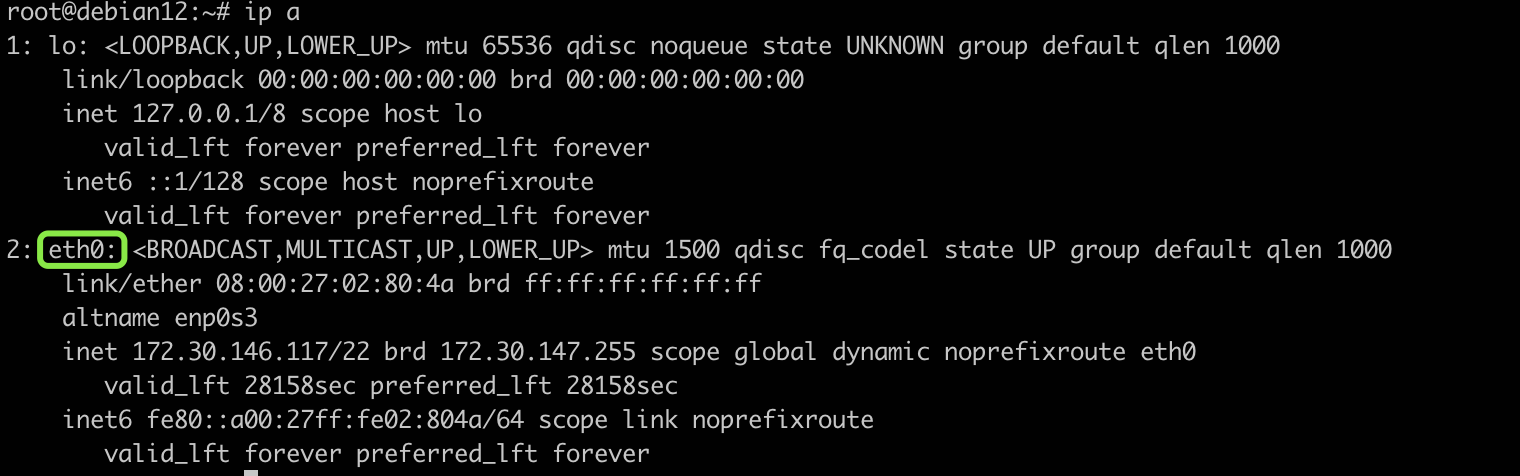 root@debian12:~# ip a
1: lo: <LOOPBACK,UP,LOWER_UP> mtu 65536 qdisc noqueue state UNKNOWN group default qlen 1000
    link/loopback 00:00:00:00:00:00 brd 00:00:00:00:00:00
    inet 127.0.0.1/8 scope host lo
       valid_lft forever preferred_lft forever
    inet6 ::1/128 scope host noprefixroute
       valid_lft forever preferred_lft forever
2: eth0: <BROADCAST,MULTICAST,UP,LOWER_UP> mtu 1500 qdisc fq_codel state UP group default qlen 1000
    link/ether 08:00:27:02:80:4a brd ff:ff:ff:ff:ff:ff
    altname enp0s3
    inet 172.30.146.117/22 brd 172.30.147.255 scope global dynamic noprefixroute eth0
       valid_lft 28158sec preferred_lft 28158sec
    inet6 fe80::a00:27ff:fe02:804a/64 scope link noprefixroute
       valid_lft forever preferred_lft forever